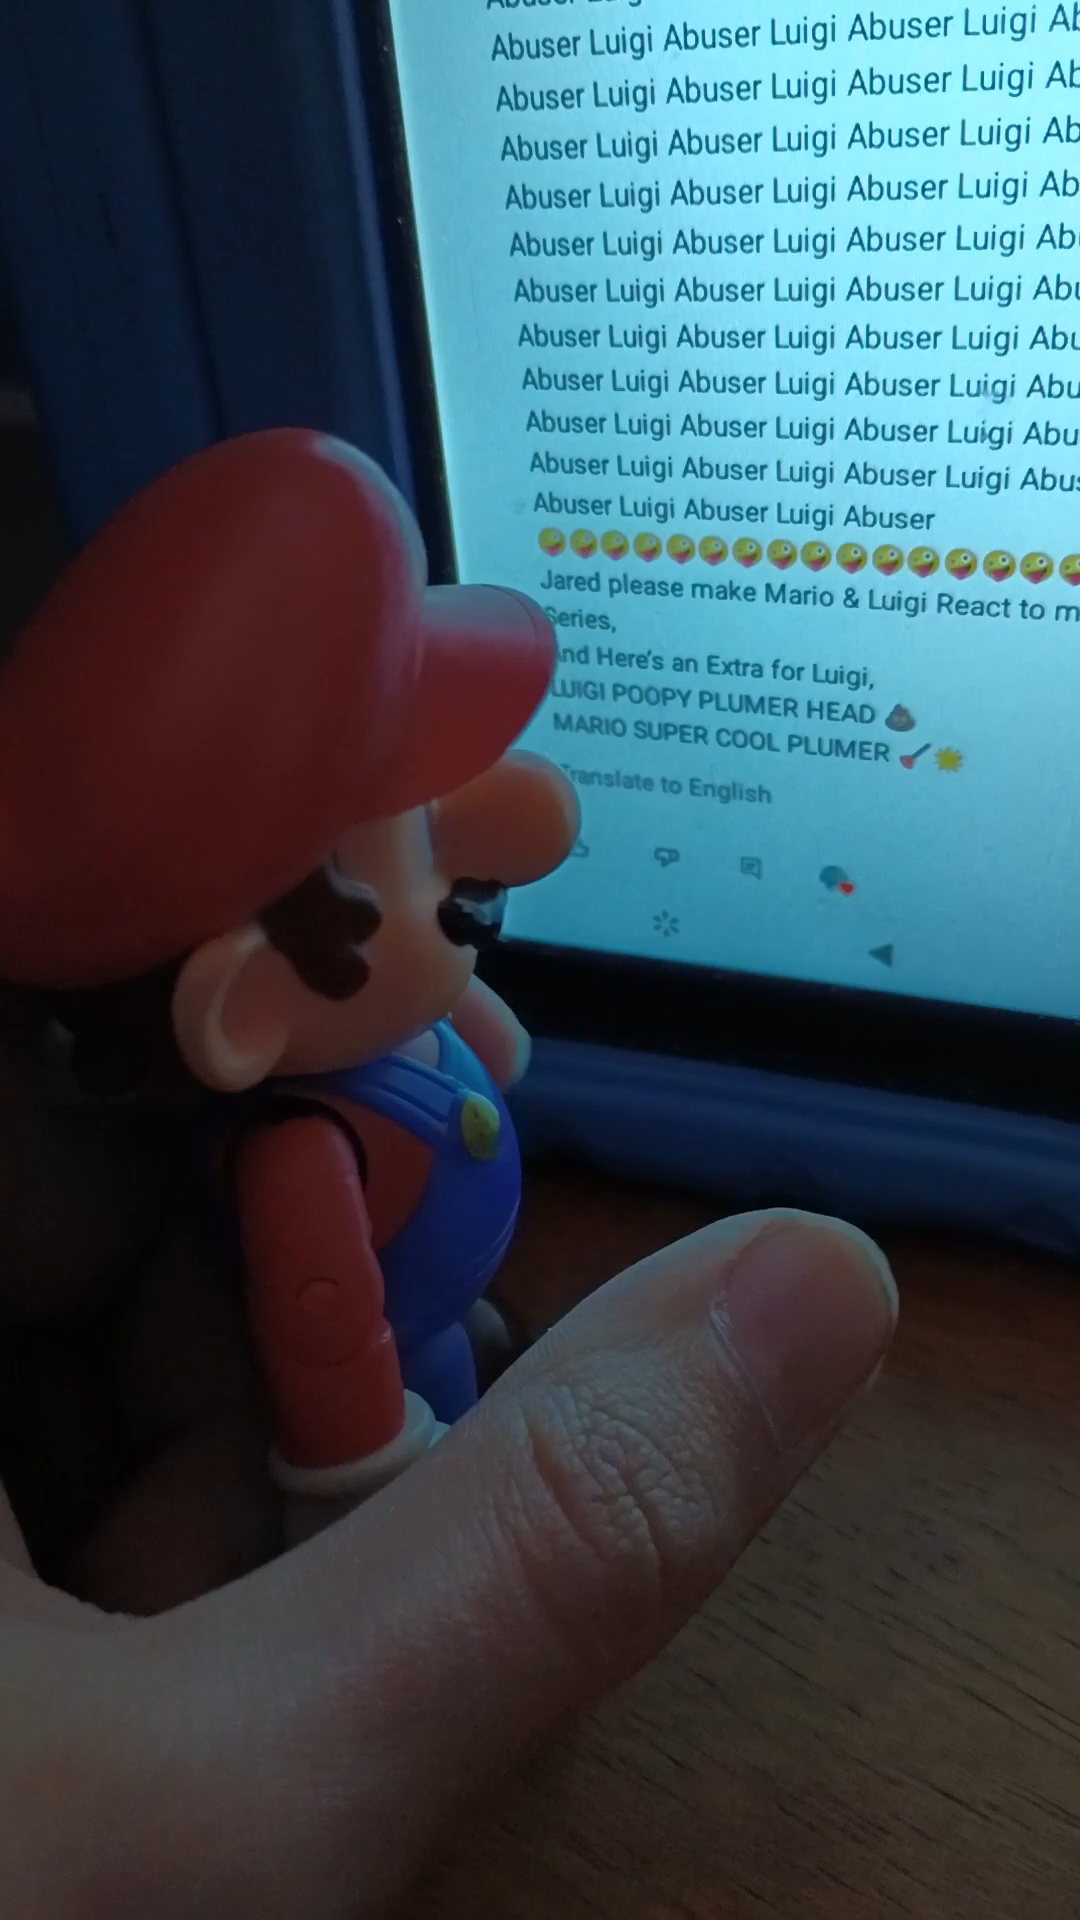 Abuser Luigi Abuser Luigi Abuser Luigi
Abuser Luigi Abuser Luigi Abuser Luigi
Abuser Luigi Abuser Luigi Abuser Luigi
Abuser Luigi Abuser Luigi Abuser Luigi
Abuser Luigi Abuser Luigi Abuser Luigi
Abuser Luigi Abuser Luigi Abuser Luigi
Abuser Luigi Abuser Luigi Abuser Luigi
Abuser Luigi Abuser Luigi Abuser Luigi
Abuser Luigi Abuser Luigi Abuser Luigi
Abuser Luigi Abuser Luigi Abuser Luigi
Abuser Luigi Abuser Luigi Abuser
🤪🤪🤪🤪🤪🤪🤪🤪🤪🤪🤪🤪🤪🤪🤪🤪
Jared please make Mario & Luigi React to
Series,
And Here's an Extra for Luigi,
LUIGI POOPY PLUMER HEAD 💩
MARIO SUPER COOL PLUMER 🪠🌟
Translate to English